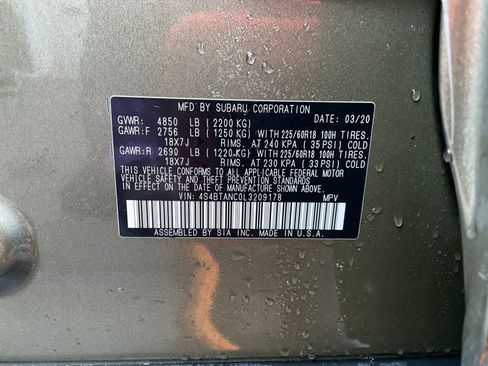 MFD BY SUBARU CORPORATION
GVWR: 4850 LB ( 2200 KG) DATE: 03/20
GAWR:F 2756 LB ( 1250 KG) WITH 225/60R18 100H TIRES.
18X7J RIMS. AT 240 KPA ( 35 PSI) COLD
GAWR:R 2690 LB ( 1220 KG) WITH 225/60R18 100H TIRES.
18X7J RIMS. AT 230 KPA ( 33 PSI) COLD
THIS VEHICLE CONFORMS TO ALL APPLICABLE FEDERAL MOTOR
VEHICLE SAFETY AND THEFT PREVENTION STANDARDS
IN EFFECT ON THE DATE OF MANUFACTURE SHOWN ABOVE.
VIN: 4S4BTANC0L3209178 MPV
ASSEMBLED BY SIA INC. MADE IN U.S.A.